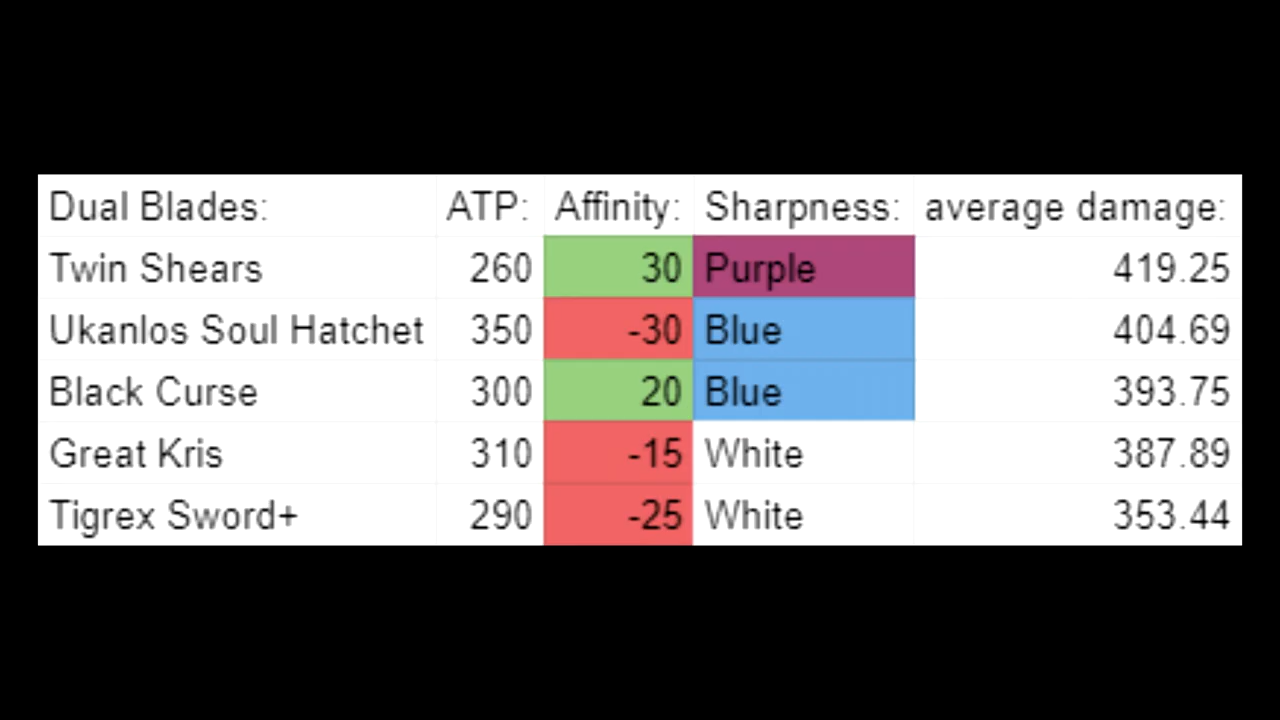 Dual Blades: ATP: Affinity: Sharpness: average damage:
Twin Shears 260 30 Purple 419.25
Ukanlos Soul Hatchet 350 -30 Blue 404.69
Black Curse 300 20 Blue 393.75
Great Kris 310 -15 White 387.89
Tigrex Sword+ 290 -25 White 353.44